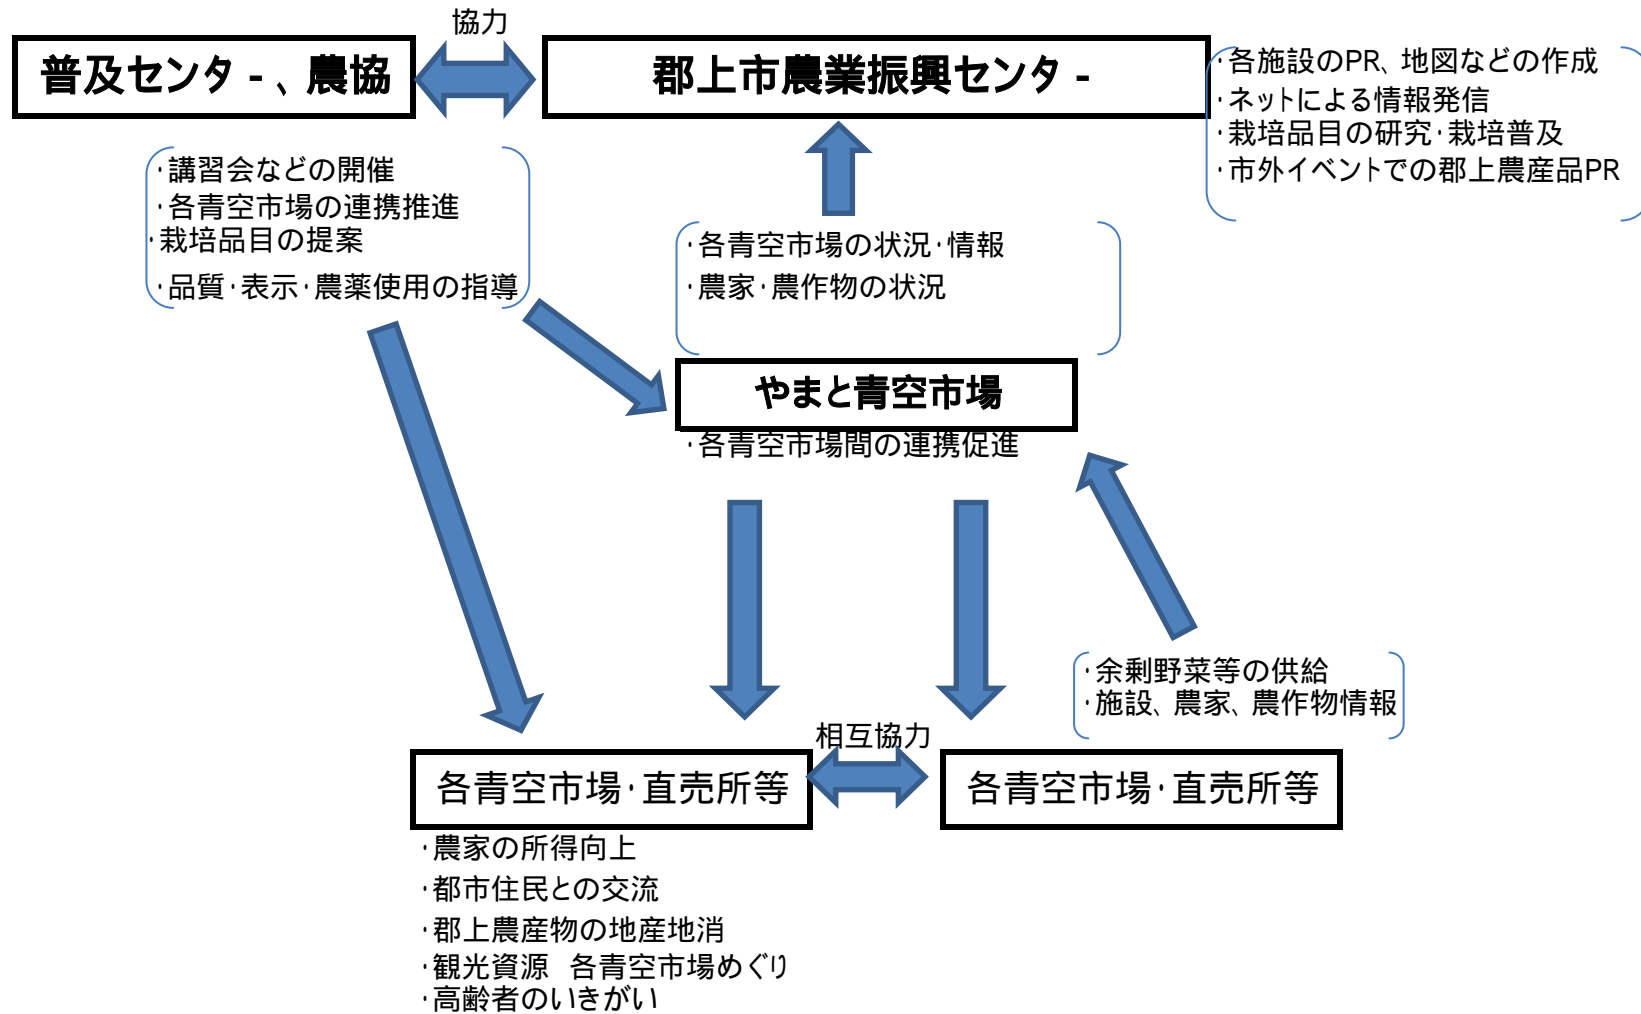 協力
普及センタ-、農協
郡上市農業振興センタ-
・各施設のPR、地図などの作成
・ネットによる情報発信
・栽培品目の研究・栽培普及
・市外イベントでの郡上農産品PR
・講習会などの開催
・各青空市場の連携推進
・栽培品目の提案
・品質・表示・農薬使用の指導
・各青空市場の状況・情報
・農家・農作物の状況
やまと青空市場
・各青空市場間の連携促進
・余剰野菜等の供給
・施設、農家、農作物情報
相互協力
各青空市場・直売所等
各青空市場・直売所等
・農家の所得向上
・都市住民との交流
・郡上農産物の地産地消
・観光資源　各青空市場めぐり
・高齢者のいきがい